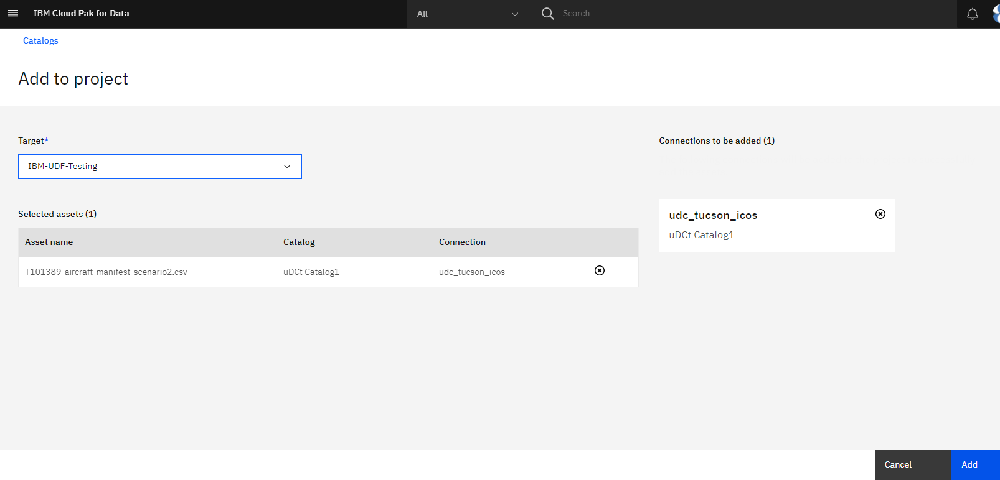 IBM Cloud Pak for Data
All
Search
Catalogs
Add to project
Target*
IBM-UDF-Testing
Selected assets (1)
Asset name Catalog Connection
T101389-aircraft-manifest-scenario2.csv uDCt Catalog1 udc_tucson_icos
Connections to be added (1)
udc_tucson_icos
uDCt Catalog1
Cancel
Add